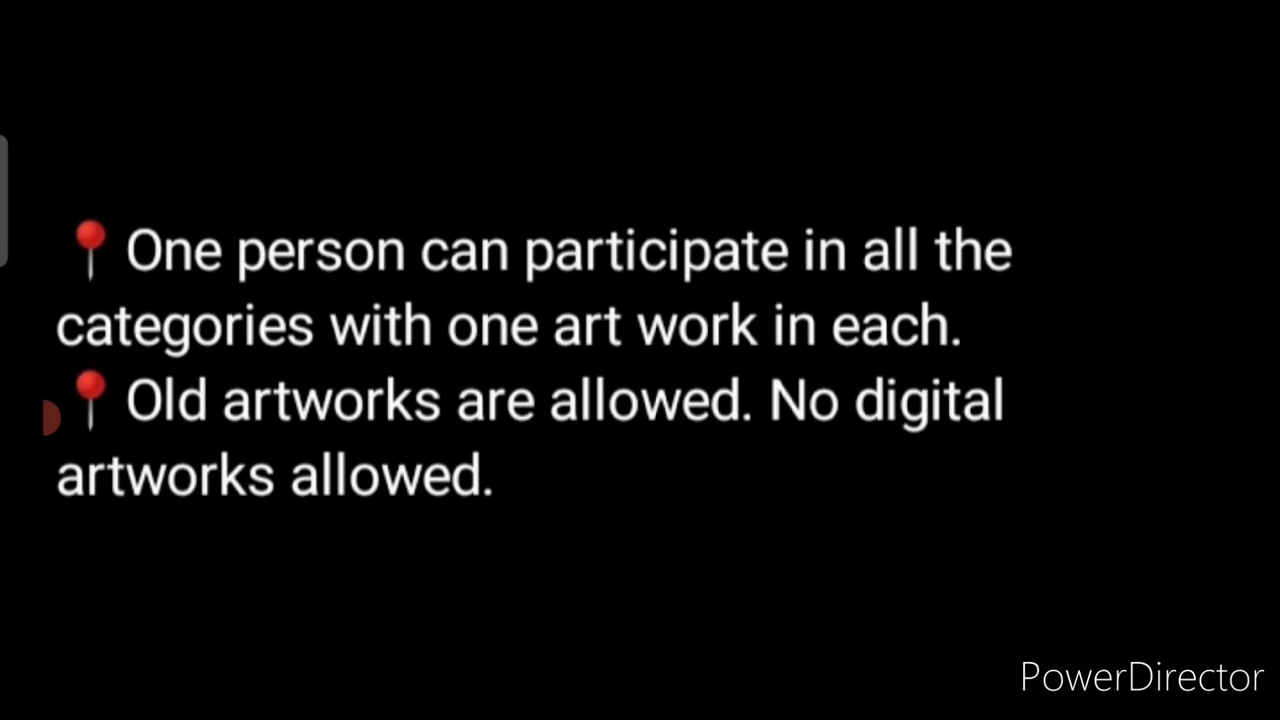 📍 One person can participate in all the
categories with one art work in each.
📍 Old artworks are allowed. No digital
artworks allowed.
PowerDirector